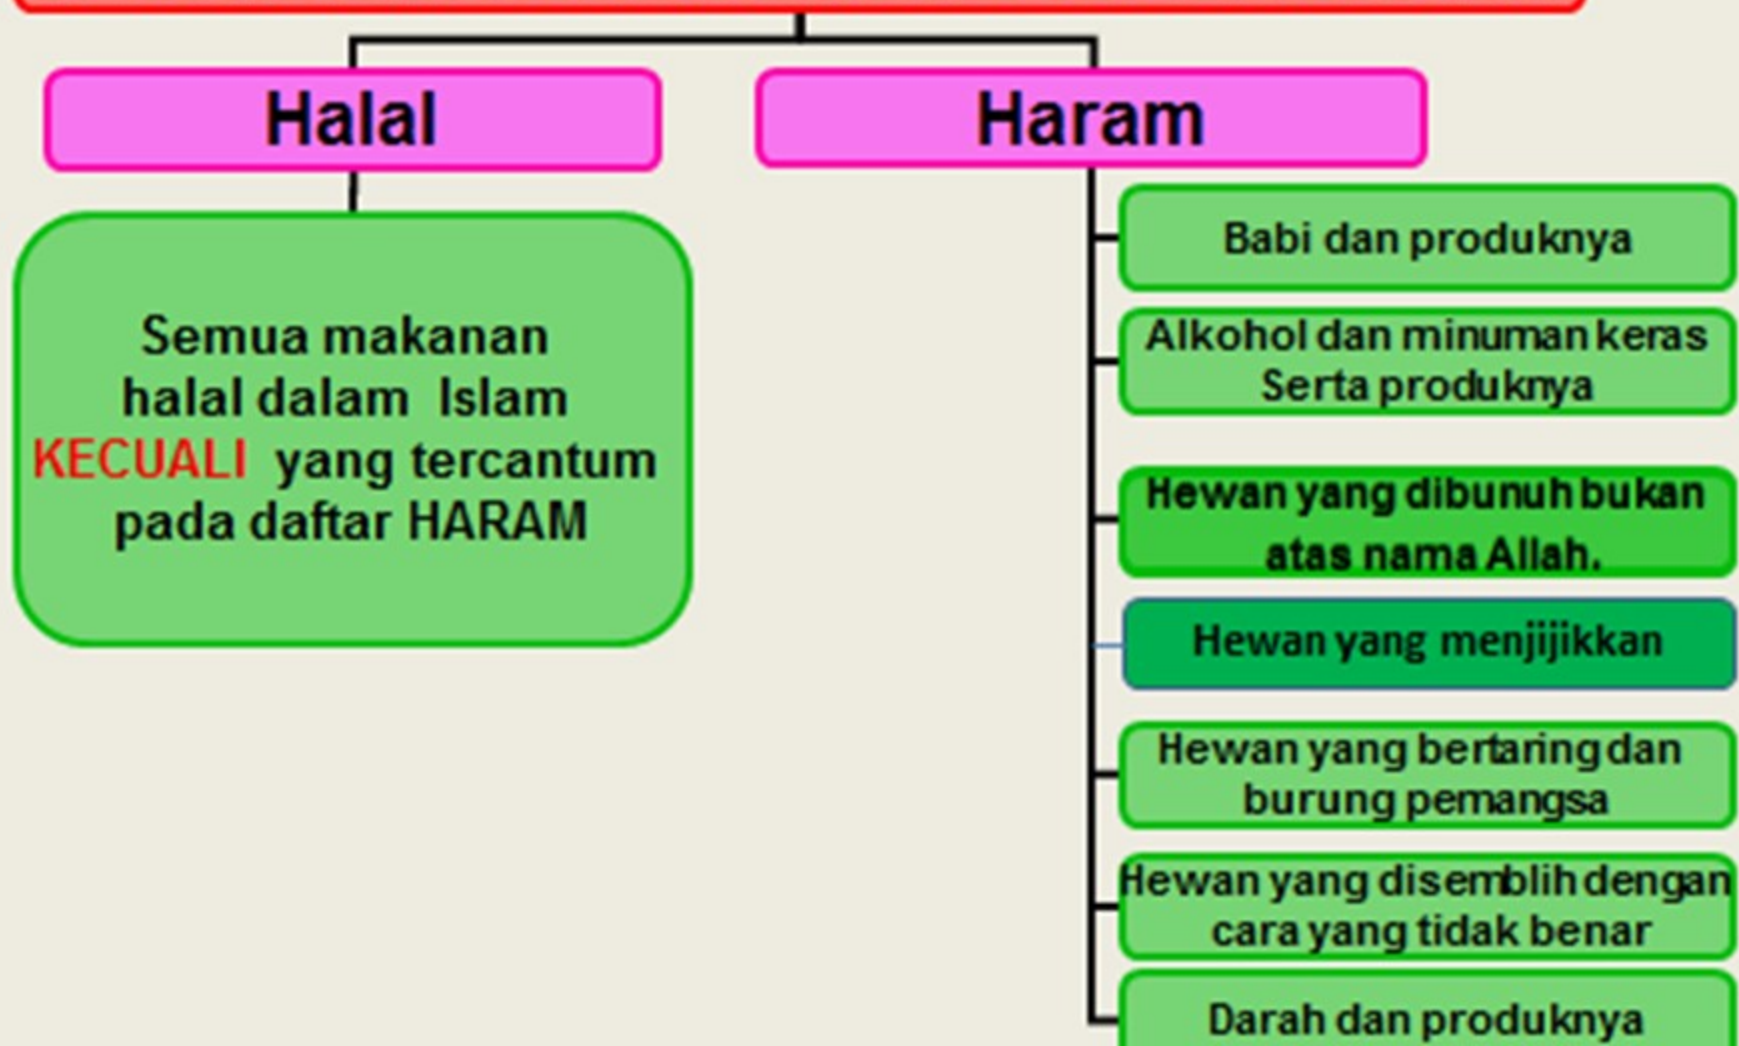 Halal
Haram
Semua makanan
halal dalam Islam
KECUALI yang tercantum
pada daftar HARAM
Babi dan produknya
Alkohol dan minuman keras
Serta produknya
Hewan yang dibunuh bukan
atas nama Allah.
Hewan yang menjijikkan
Hewan yang bertaring dan
burung pemangsa
Hewan yang disemblih dengan
cara yang tidak benar
Darah dan produknya